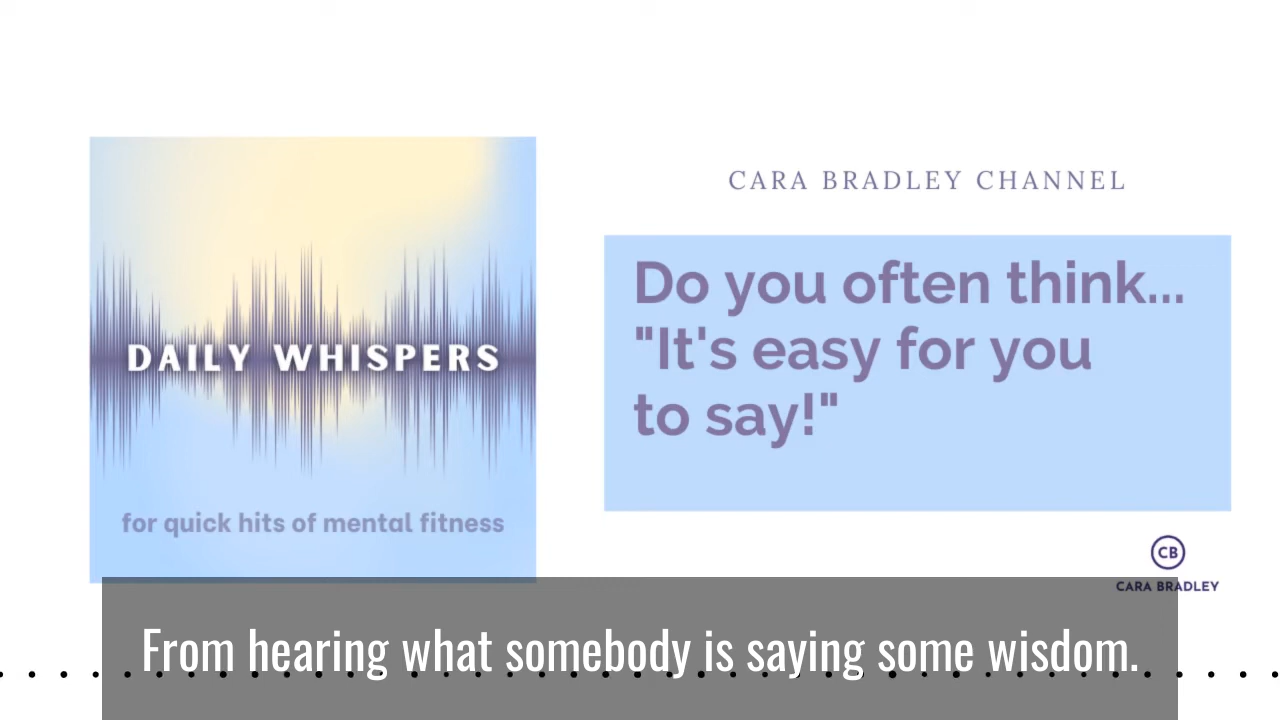 DAILY WHISPERS
for quick hits of mental fitness
CARA BRADLEY CHANNEL
Do you often think...
"It's easy for you
to say!"
CB
CARA BRADLEY
From hearing what somebody is saying some wisdom.